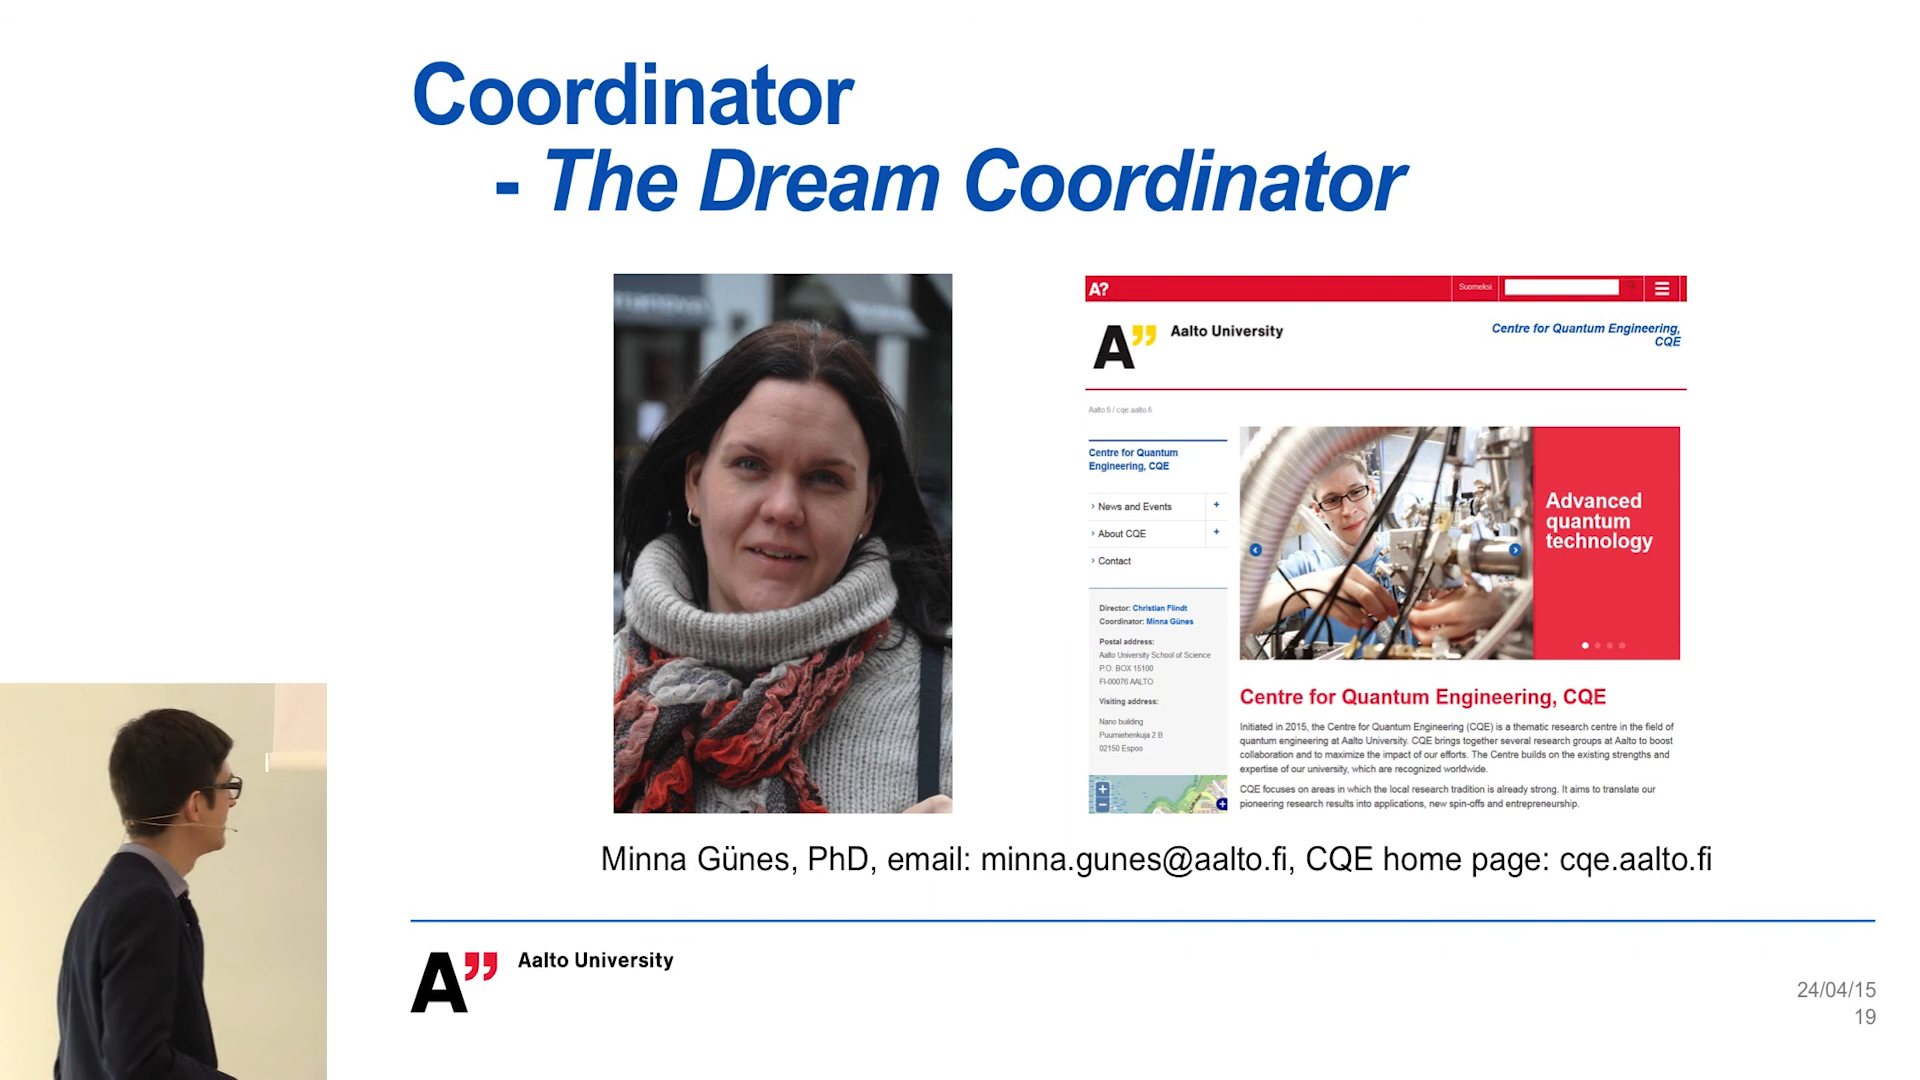 Coordinator
- The Dream Coordinator
A?
Suomeksi
A”
Aalto University
Centre for Quantum Engineering,
CQE
Aalto.fi / cqe.aalto.fi
Centre for Quantum
Engineering, CQE
› News and Events +
› About CQE +
› Contact
Director: Christian Flindt
Coordinator: Minna Günes
Postal address:
Aalto University School of Science
P.O. BOX 15100
FI-00076 AALTO
Visiting address:
Nano building
Puumiehenkuja 2 B
02150 Espoo
Advanced
quantum
technology
Centre for Quantum Engineering, CQE
Initiated in 2015, the Centre for Quantum Engineering (CQE) is a thematic research centre in the field of
quantum engineering at Aalto University. CQE brings together several research groups at Aalto to boost
collaboration and to maximize the impact of our efforts. The Centre builds on the existing strengths and
expertise of our university, which are recognized worldwide.
CQE focuses on areas in which the local research tradition is already strong. It aims to translate our
pioneering research results into applications, new spin-offs and entrepreneurship.
Minna Günes, PhD, email: minna.gunes@aalto.fi, CQE home page: cqe.aalto.fi
A”
Aalto University
24/04/15
19